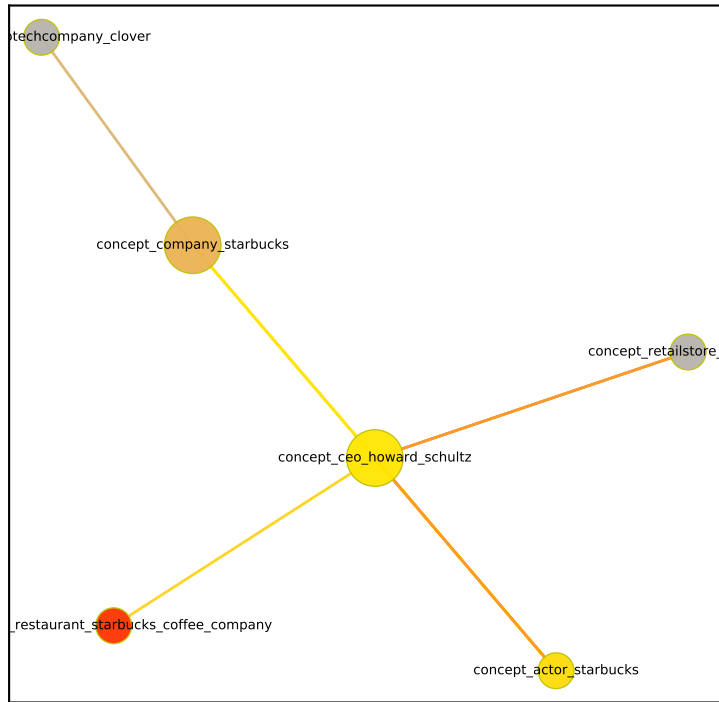 otechcompany_clover
concept_company_starbucks
concept_retailstore_
concept_ceo_howard_schultz
_restaurant_starbucks_coffee_company
concept_actor_starbucks